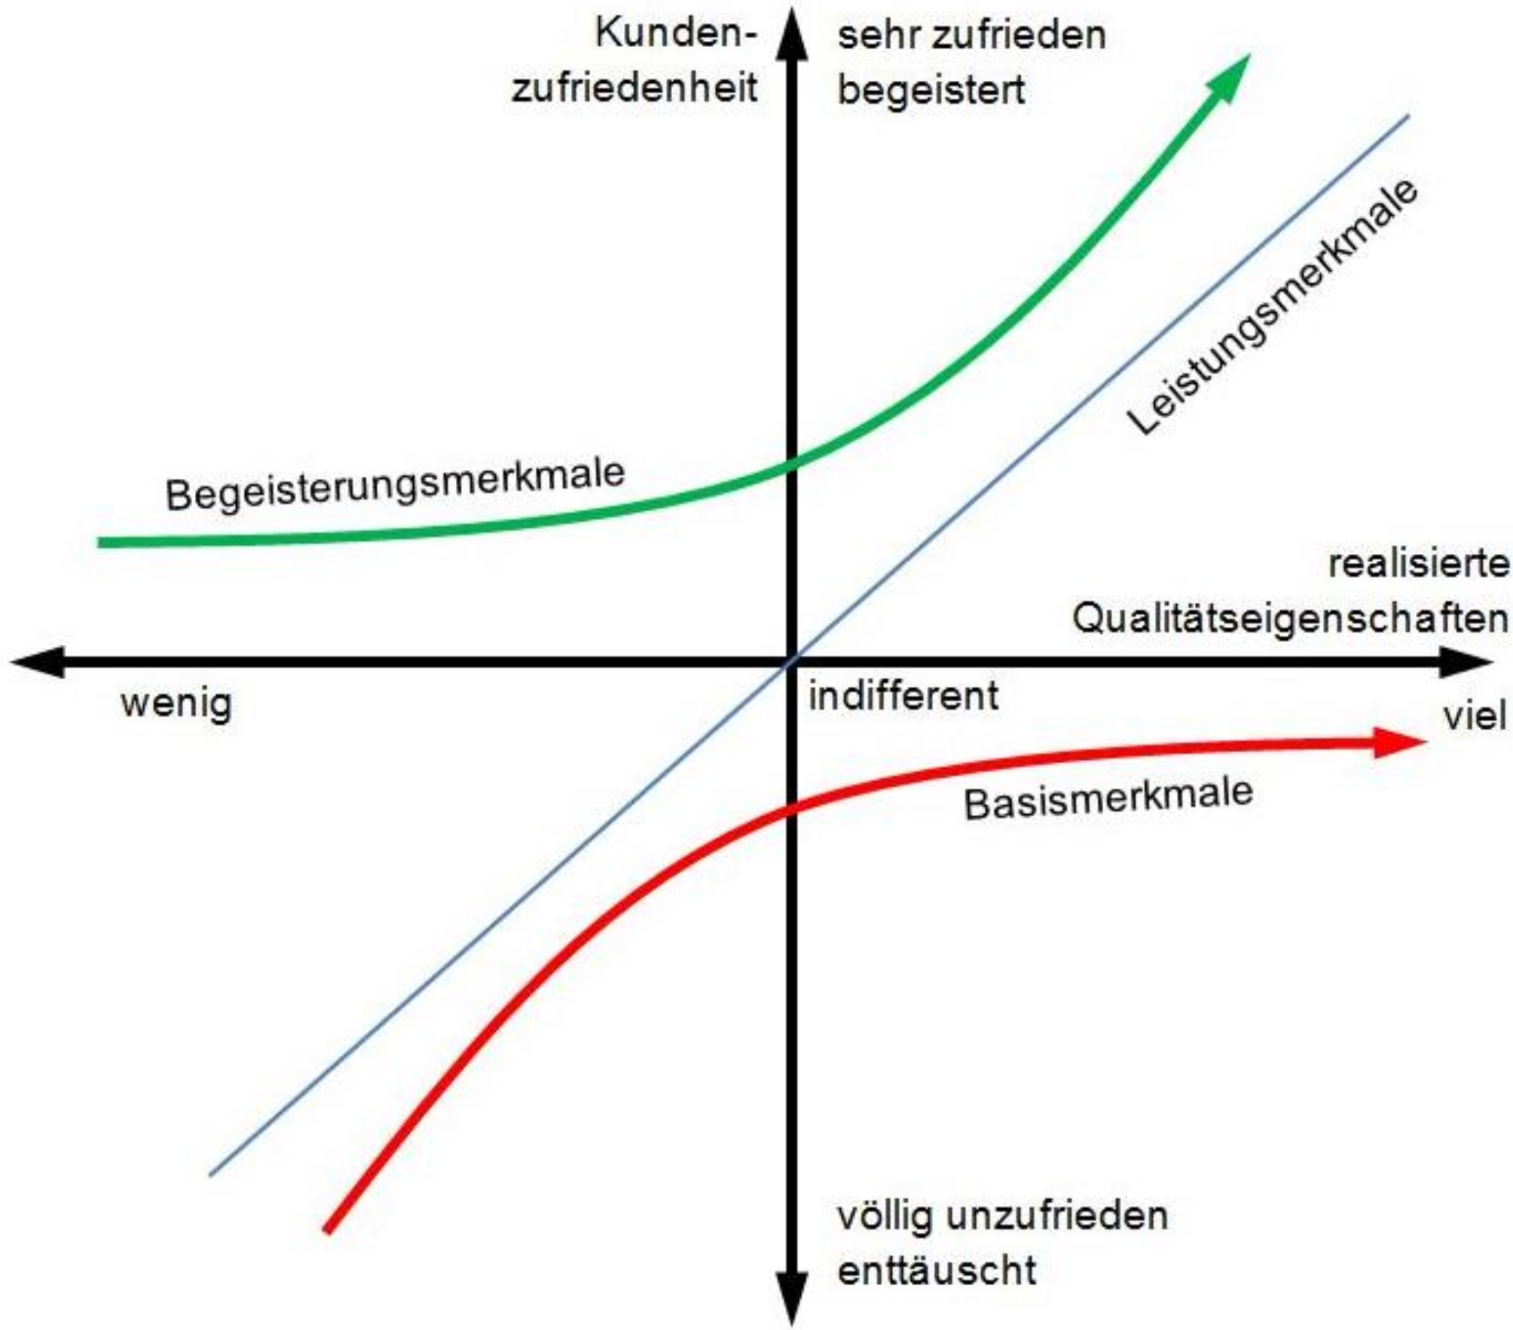 Kunden-
zufriedenheit
sehr zufrieden
begeistert
Leistungsmerkmale
Begeisterungsmerkmale
realisierte
Qualitätseigenschaften
wenig
indifferent
viel
Basismerkmale
völlig unzufrieden
enttäuscht